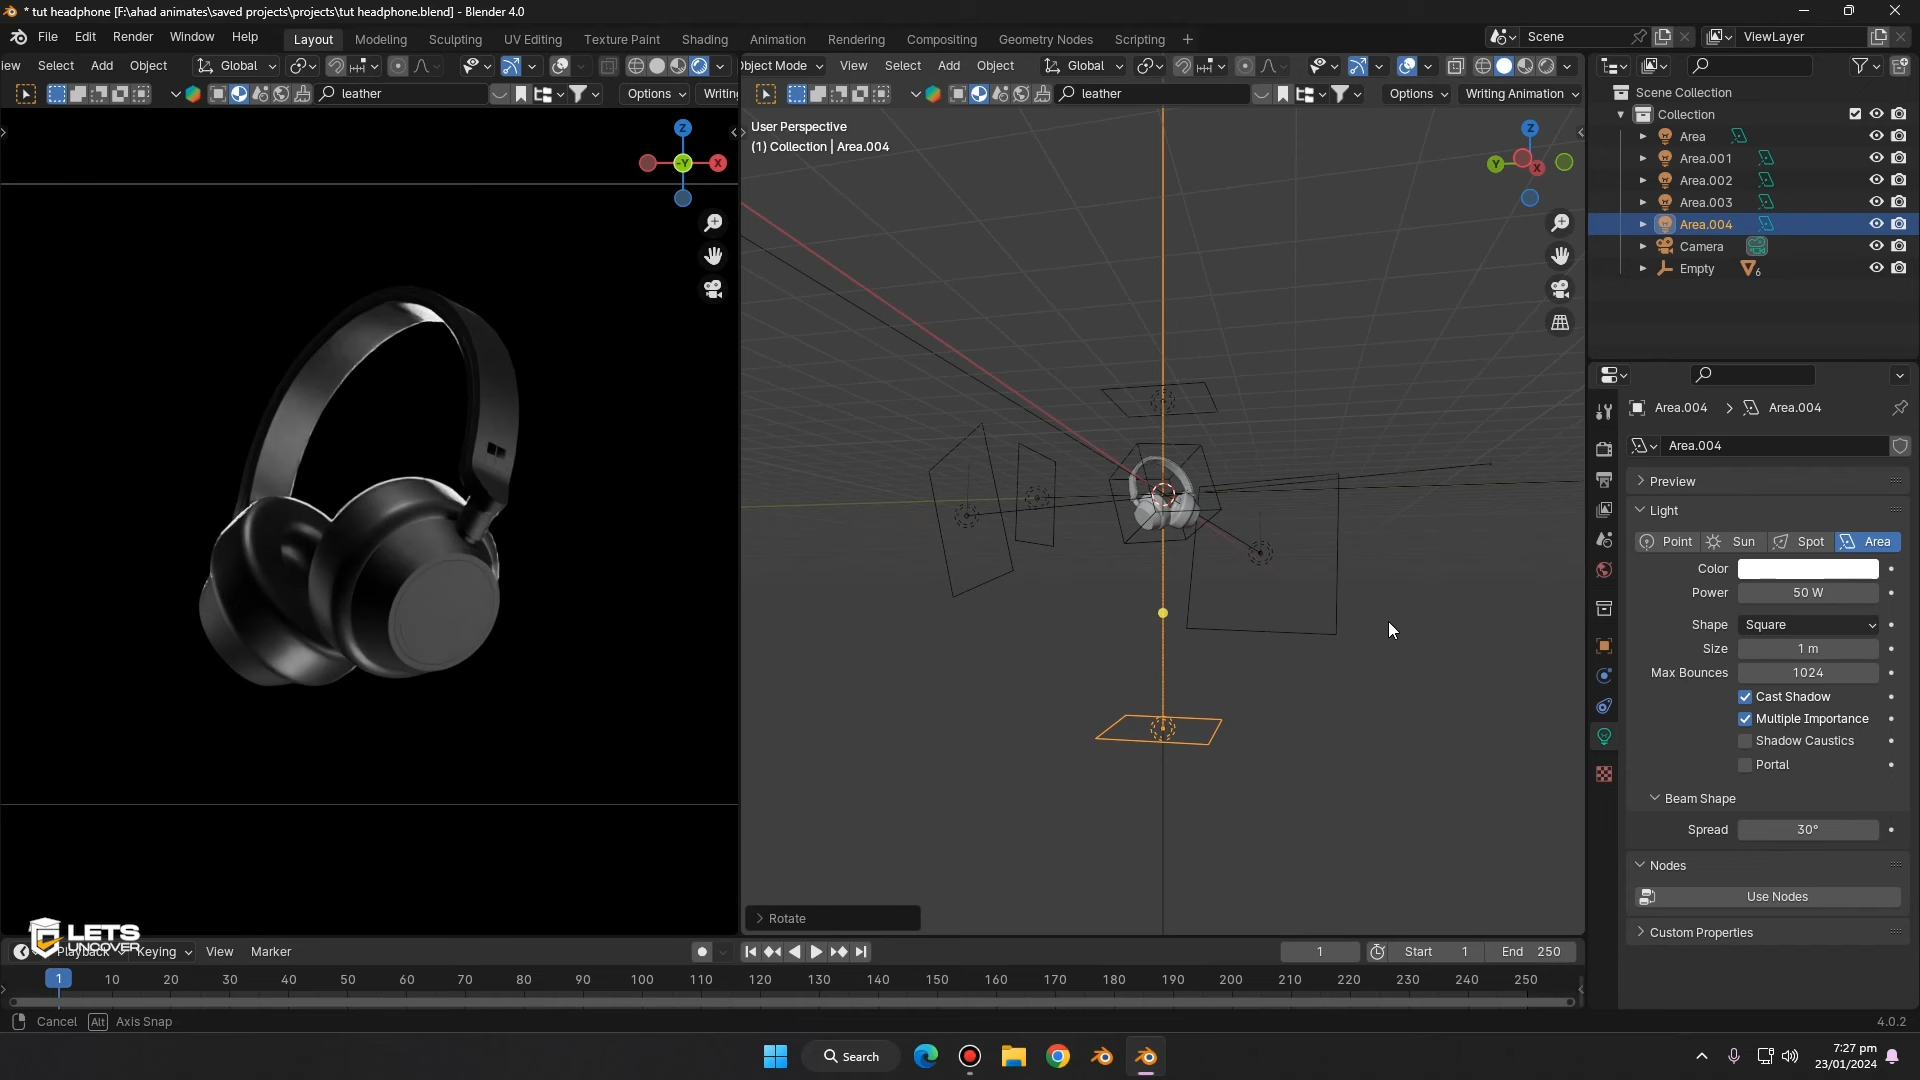 * tut headphone [F:\ahad animates\saved projects\projects\tut headphone.blend] - Blender 4.0
File Edit Render Window Help Layout Modeling Sculpting UV Editing Texture Paint Shading Animation Rendering Compositing Geometry Nodes Scripting + Scene ViewLayer
iew Select Add Object Global
bject Mode View Select Add Object Global
leather Options Writin
leather Options Writing Animation
User Perspective
(1) Collection | Area.004
Z
Y
X
Z
Y
X
Scene Collection
Collection
Area
Area.001
Area.002
Area.003
Area.004
Camera
Empty 6
Area.004 > Area.004
Area.004
Preview
Light
Point Sun Spot Area
Color
Power 50 W
Shape Square
Size 1 m
Max Bounces 1024
Cast Shadow
Multiple Importance
Shadow Caustics
Portal
Beam Shape
Spread 30°
Nodes
Use Nodes
Custom Properties
> Rotate
LETS
UNCOVER
Playback Keying View Marker 1 Start 1 End 250
1 10 20 30 40 50 60 70 80 90 100 110 120 130 140 150 160 170 180 190 200 210 220 230 240 250
Cancel Alt Axis Snap 4.0.2
Search
7:27 pm
23/01/2024